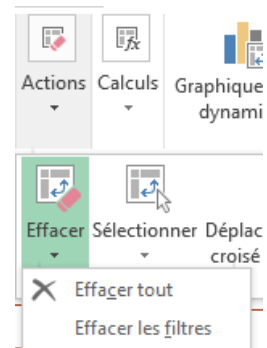 Actions Calculs Graphique
dynami
Effacer Sélectionner Déplac
croisé
Effacer tout
Effacer les filtres